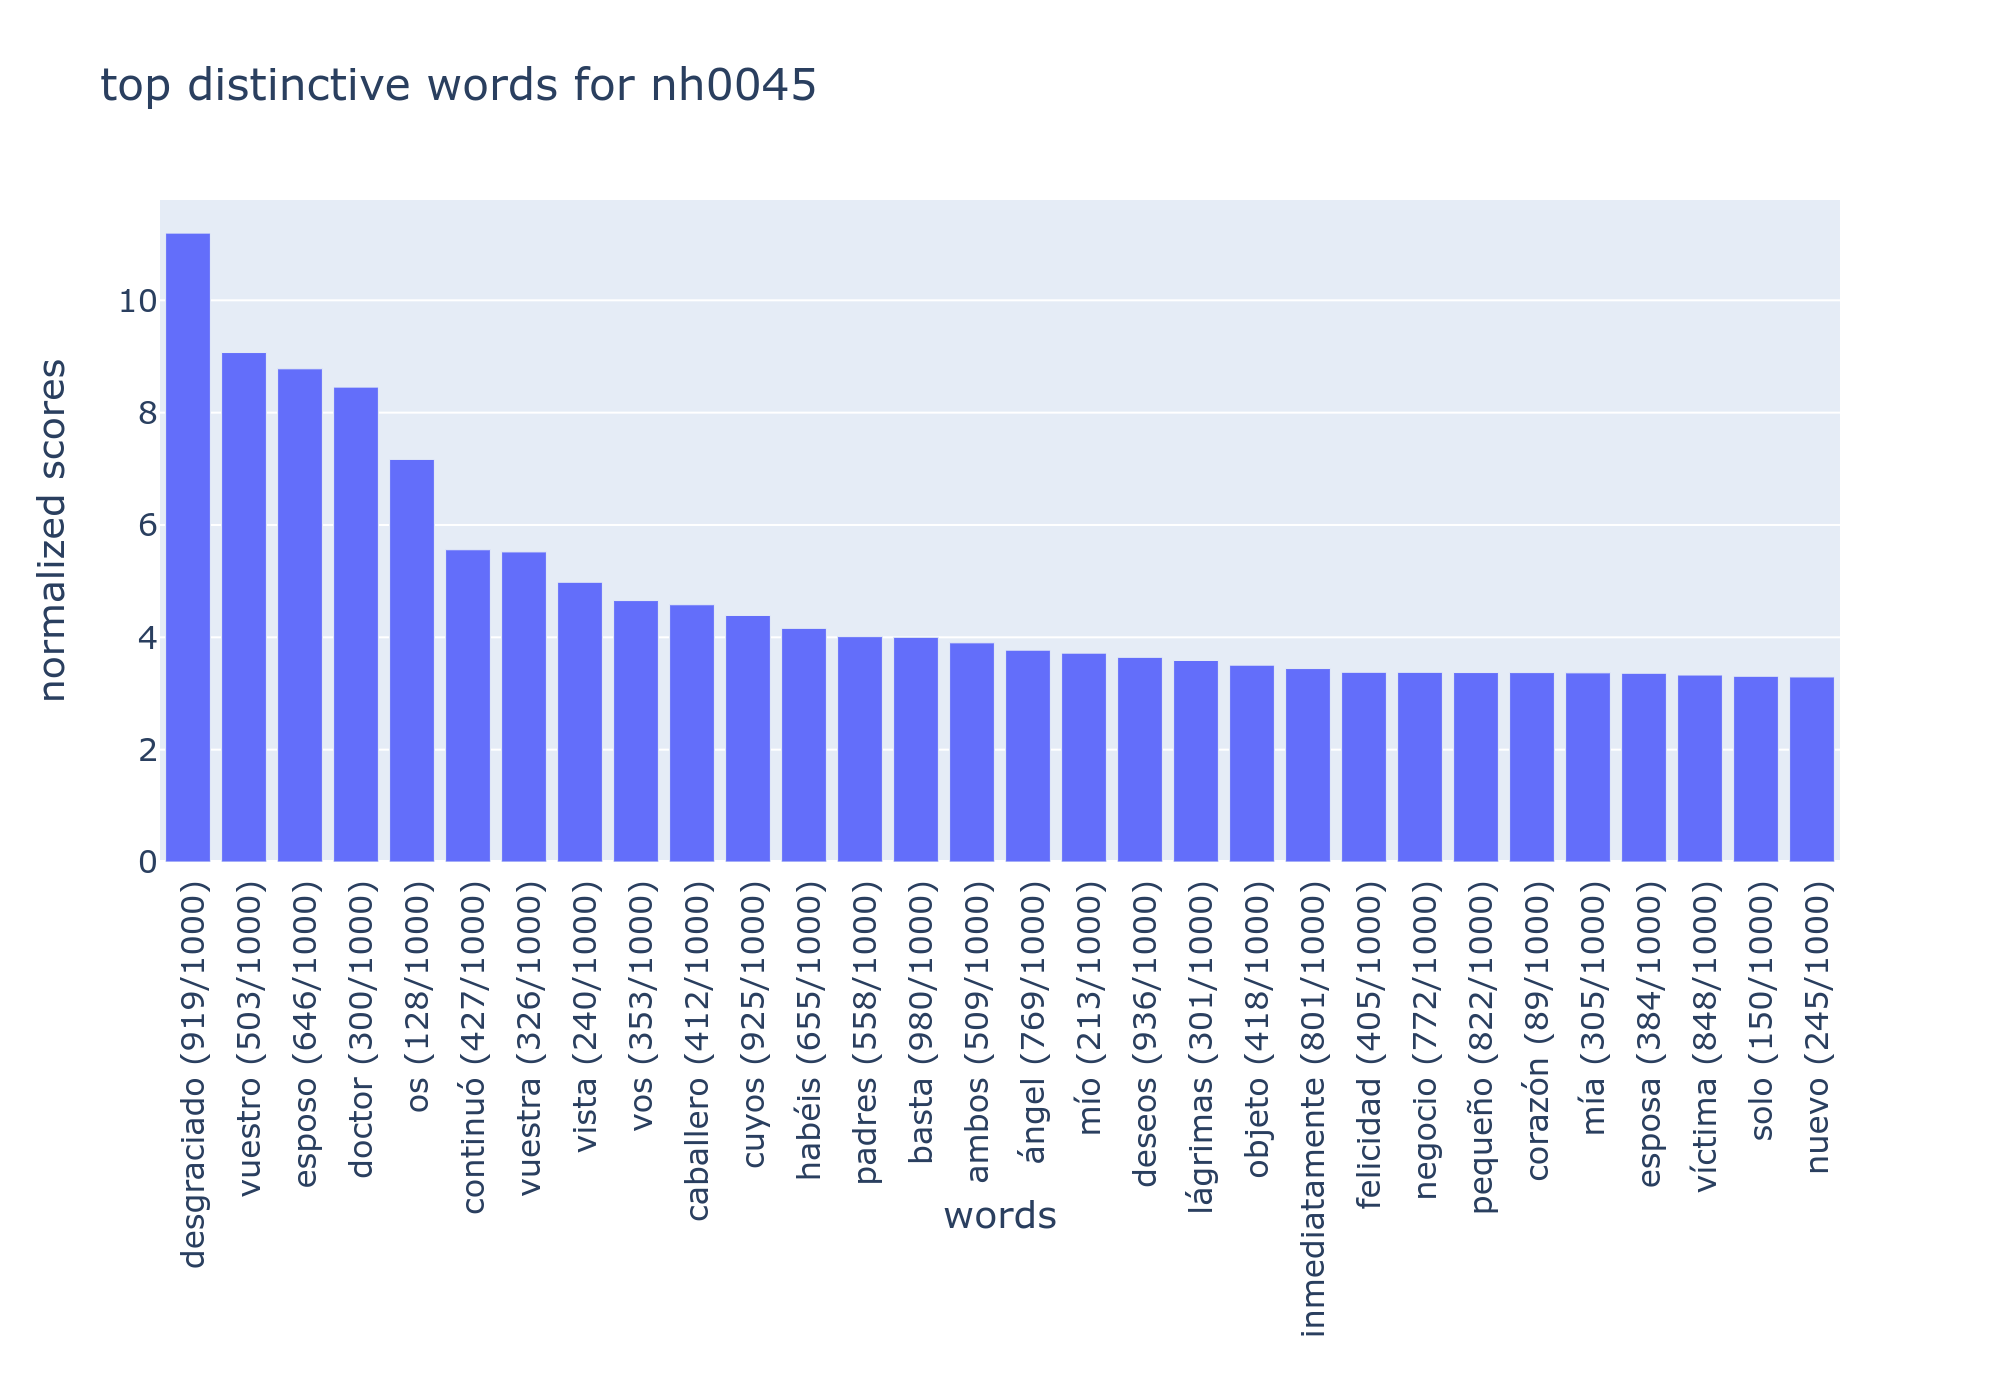 top distinctive words for nh0045
normalized scores
10
8
6
4
2
0
desgraciado (919/1000)
vuestro (503/1000)
esposo (646/1000)
doctor (300/1000)
os (128/1000)
continuó (427/1000)
vuestra (326/1000)
vista (240/1000)
vos (353/1000)
caballero (412/1000)
cuyos (925/1000)
habéis (655/1000)
padres (558/1000)
basta (980/1000)
ambos (509/1000)
ángel (769/1000)
mío (213/1000)
deseos (936/1000)
lágrimas (301/1000)
objeto (418/1000)
inmediatamente (801/1000)
felicidad (405/1000)
negocio (772/1000)
pequeño (822/1000)
corazón (89/1000)
mía (305/1000)
esposa (384/1000)
víctima (848/1000)
solo (150/1000)
nuevo (245/1000)
words